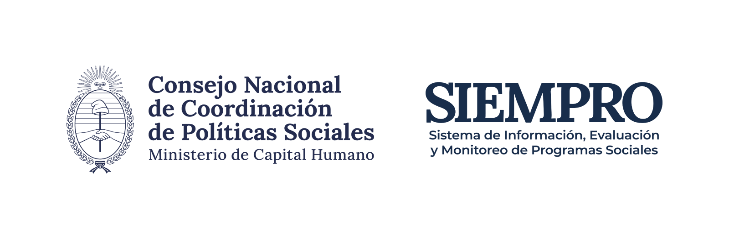 Consejo Nacional
de Coordinación
de Políticas Sociales
Ministerio de Capital Humano
SIEMPRO
Sistema de Información, Evaluación
y Monitoreo de Programas Sociales